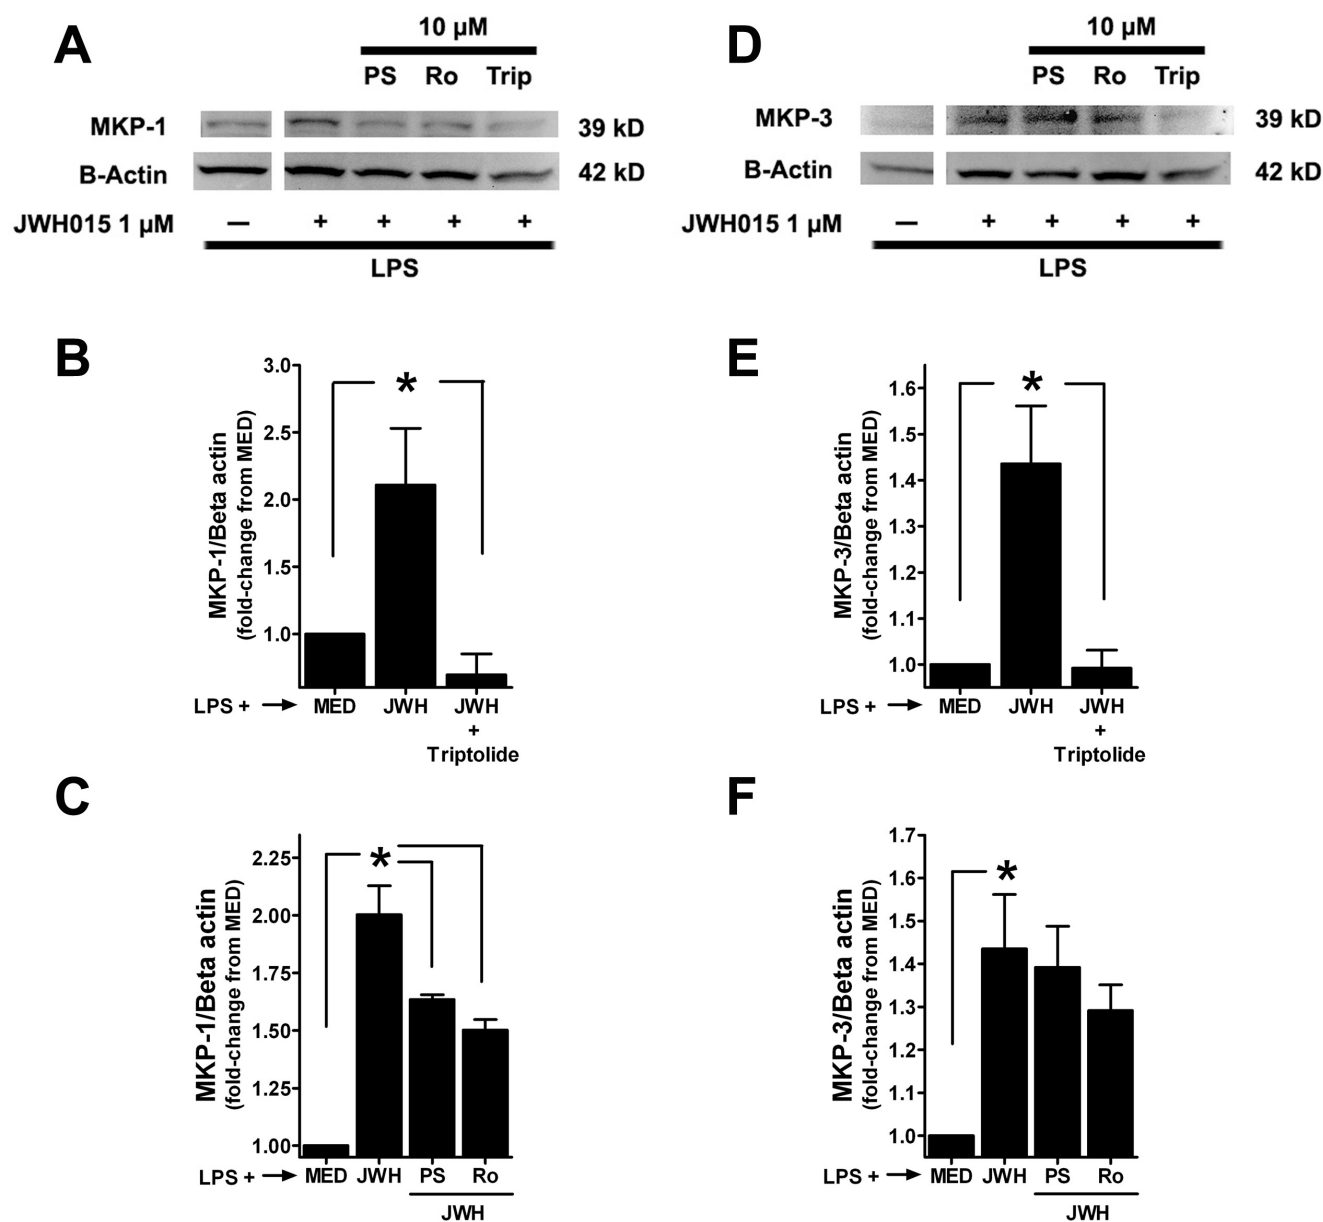 A
10 µM
PS Ro Trip
MKP-1
39 kD
B-Actin
42 kD
JWH015 1 µM — + + + +
LPS
D
10 µM
PS Ro Trip
MKP-3
39 kD
B-Actin
42 kD
JWH015 1 µM — + + + +
LPS
B
MKP-1/Beta actin
(fold-change from MED)
3.0
2.5
2.0
1.5
1.0
*
LPS + MED JWH JWH
+
Triptolide
E
MKP-3/Beta actin
(fold-change from MED)
1.6
1.5
1.4
1.3
1.2
1.1
1.0
*
LPS + MED JWH JWH
+
Triptolide
C
MKP-1/Beta actin
(fold-change from MED)
2.25
2.00
1.75
1.50
1.25
1.00
*
LPS + MED JWH PS Ro
JWH
F
MKP-3/Beta actin
(fold-change from MED)
1.7
1.6
1.5
1.4
1.3
1.2
1.1
1.0
*
LPS + MED JWH PS Ro
JWH